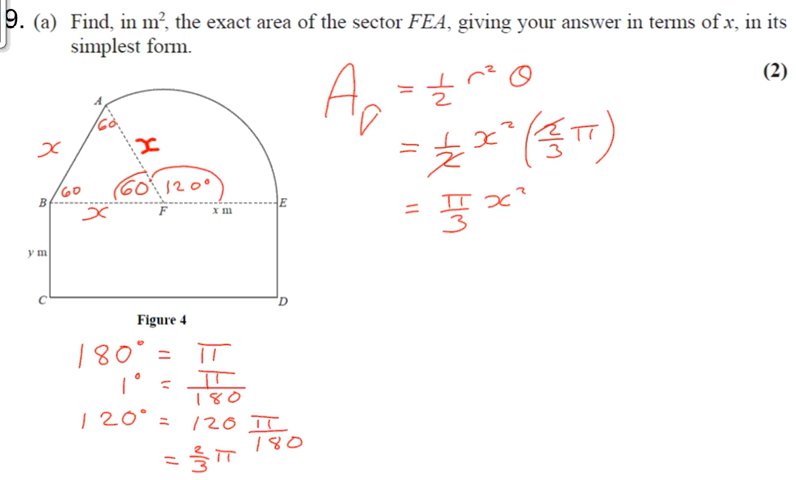 9. (a) Find, in m², the exact area of the sector FEA, giving your answer in terms of x, in its
simplest form.
(2)
A = 1/2 r² θ
= 1/2 x² (2/3 π)
= π/3 x²
A
60
x
x
60
60
120°
B
x
F
x m
E
y m
C
D
Figure 4
180° = π
1° = π/180
120° = 120 π/180
= 2/3 π